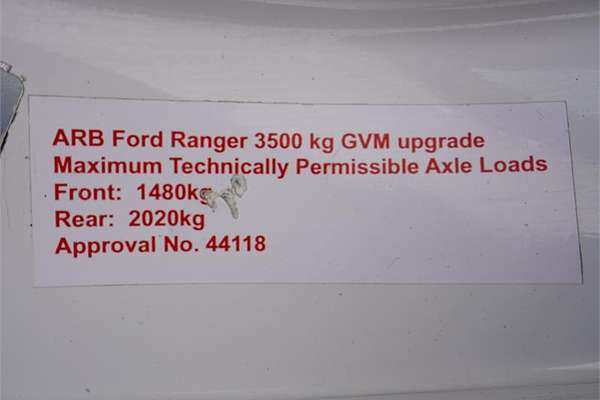 ARB Ford Ranger 3500 kg GVM upgrade
Maximum Technically Permissible Axle Loads
Front: 1480kg
Rear: 2020kg
Approval No. 44118